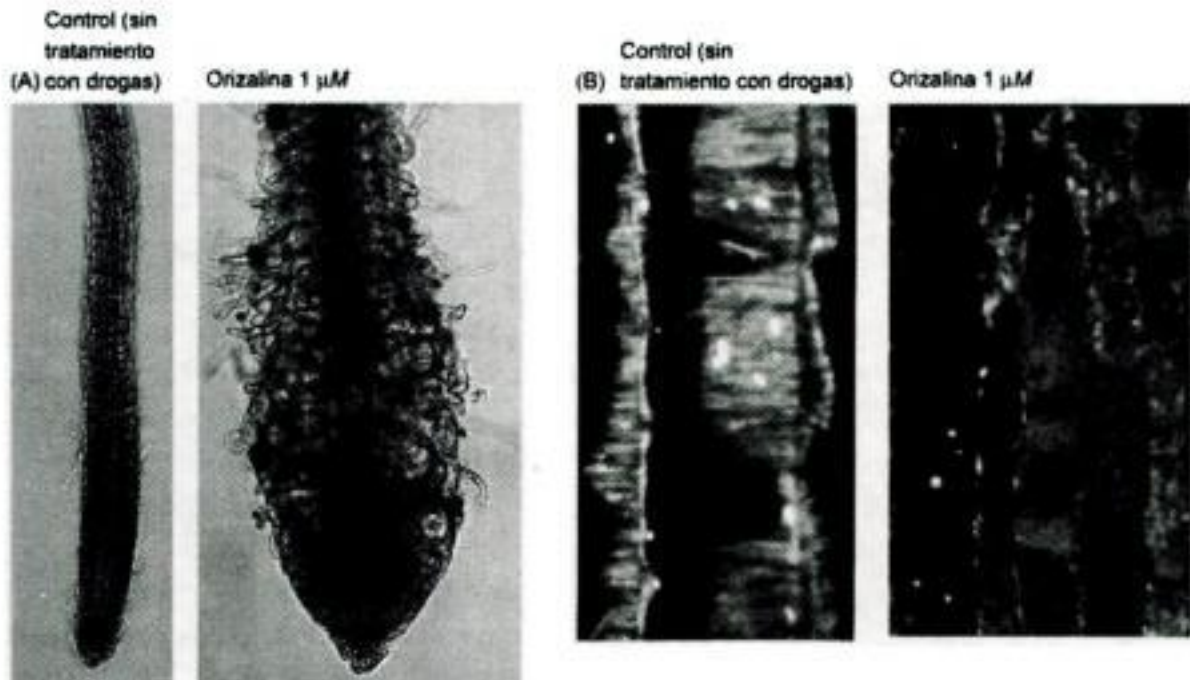 Control (sin
tratamiento
(A) con drogas)
Orizalina 1 μM
Control (sin
(B) tratamiento con drogas)
Orizalina 1 μM